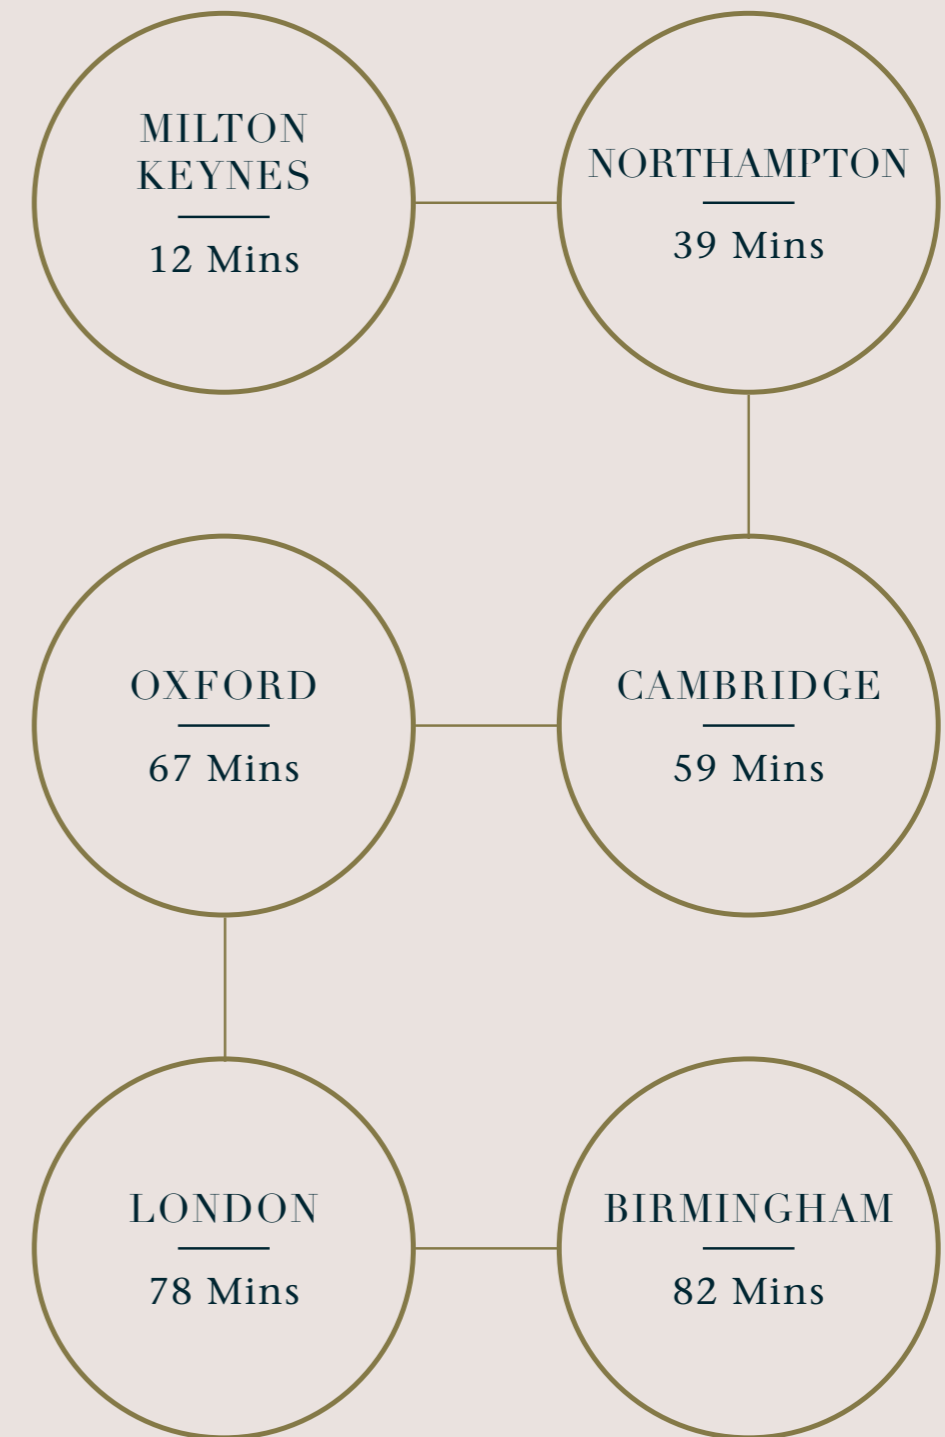 MILTON
KEYNES
12 Mins
NORTHAMPTON
39 Mins
OXFORD
67 Mins
CAMBRIDGE
59 Mins
LONDON
78 Mins
BIRMINGHAM
82 Mins